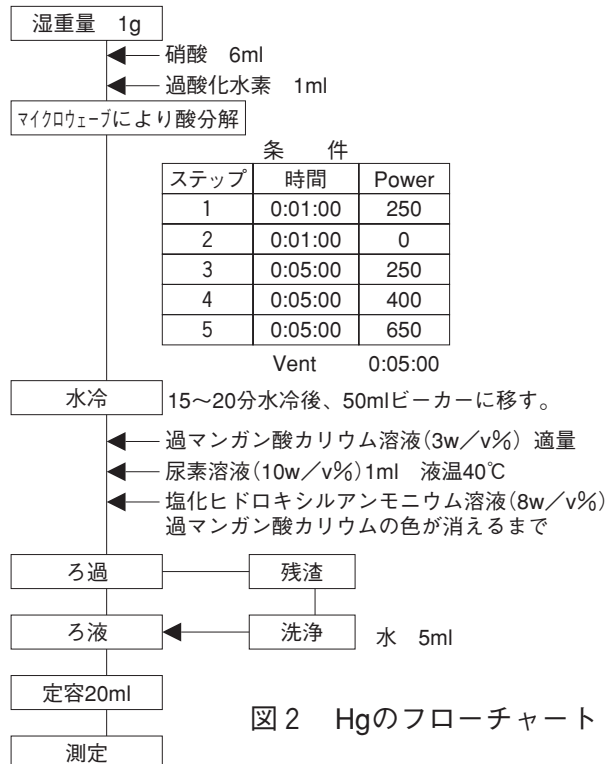 湿重量 1g
硝酸 6ml
過酸化水素 1ml
マイクロウェーブにより酸分解
条 件
ステップ 時間 Power
1 0:01:00 250
2 0:01:00 0
3 0:05:00 250
4 0:05:00 400
5 0:05:00 650
Vent 0:05:00
水冷 15~20分水冷後、50mlビーカーに移す。
過マンガン酸カリウム溶液(3w/v%) 適量
尿素溶液(10w/v%)1ml 液温40℃
塩化ヒドロキシルアンモニウム溶液(8w/v%)
過マンガン酸カリウムの色が消えるまで
ろ過 残渣
ろ液 洗浄 水 5ml
定容20ml
測定
図2 Hgのフローチャート